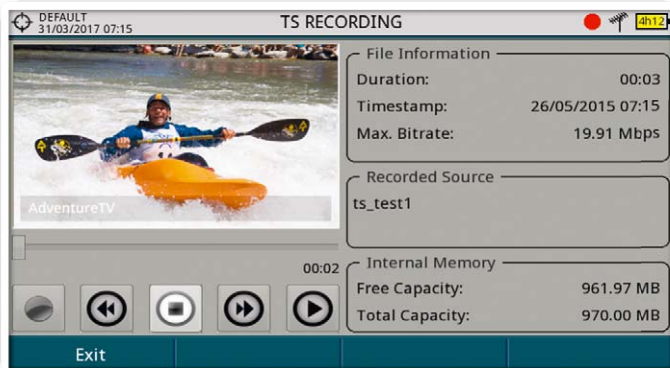 DEFAULT
31/03/2017 07:15
TS RECORDING
4h12
AdventureTV
00:02
File Information
Duration: 00:03
Timestamp: 26/05/2015 07:15
Max. Bitrate: 19.91 Mbps
Recorded Source
ts_test1
Internal Memory
Free Capacity: 961.97 MB
Total Capacity: 970.00 MB
Exit